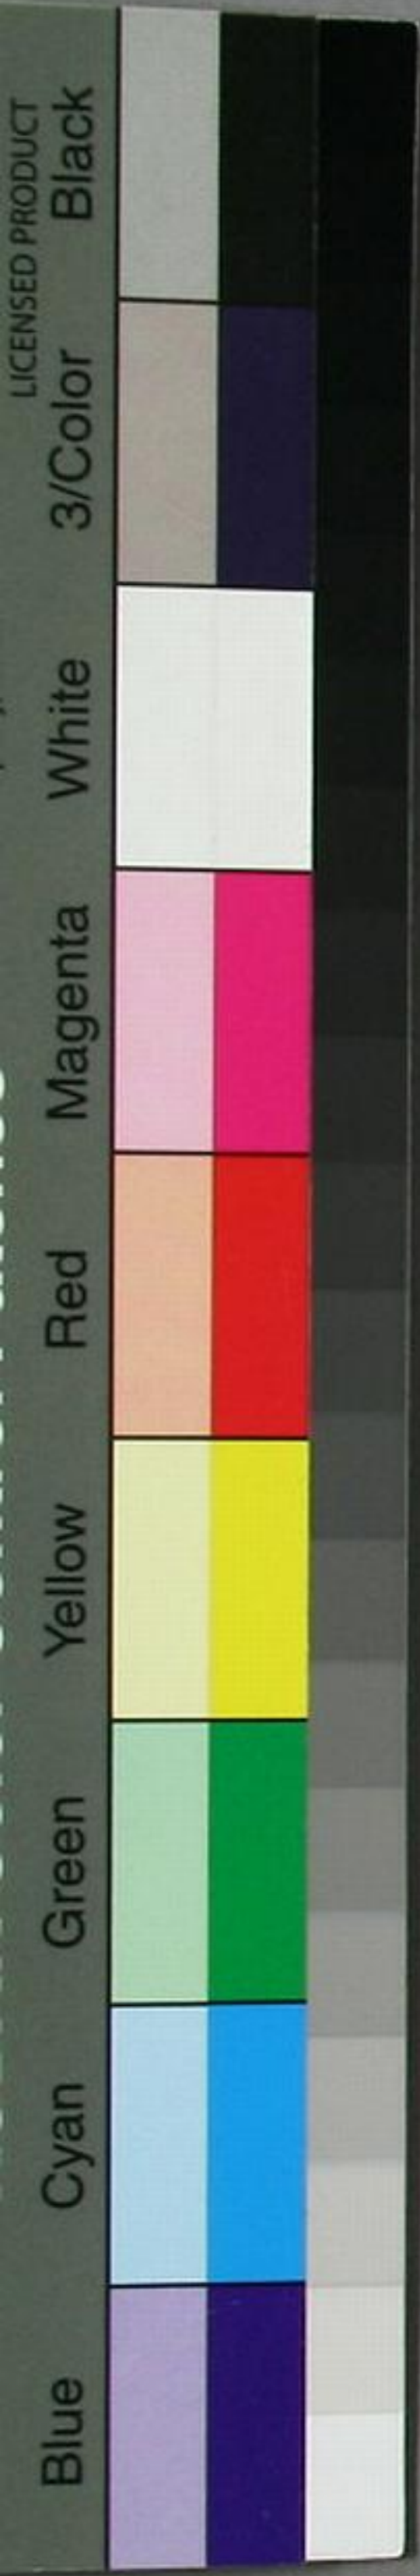 LICENSED PRODUCT
Blue
Cyan
Green
Yellow
Red
Magenta
White
3/Color
Black